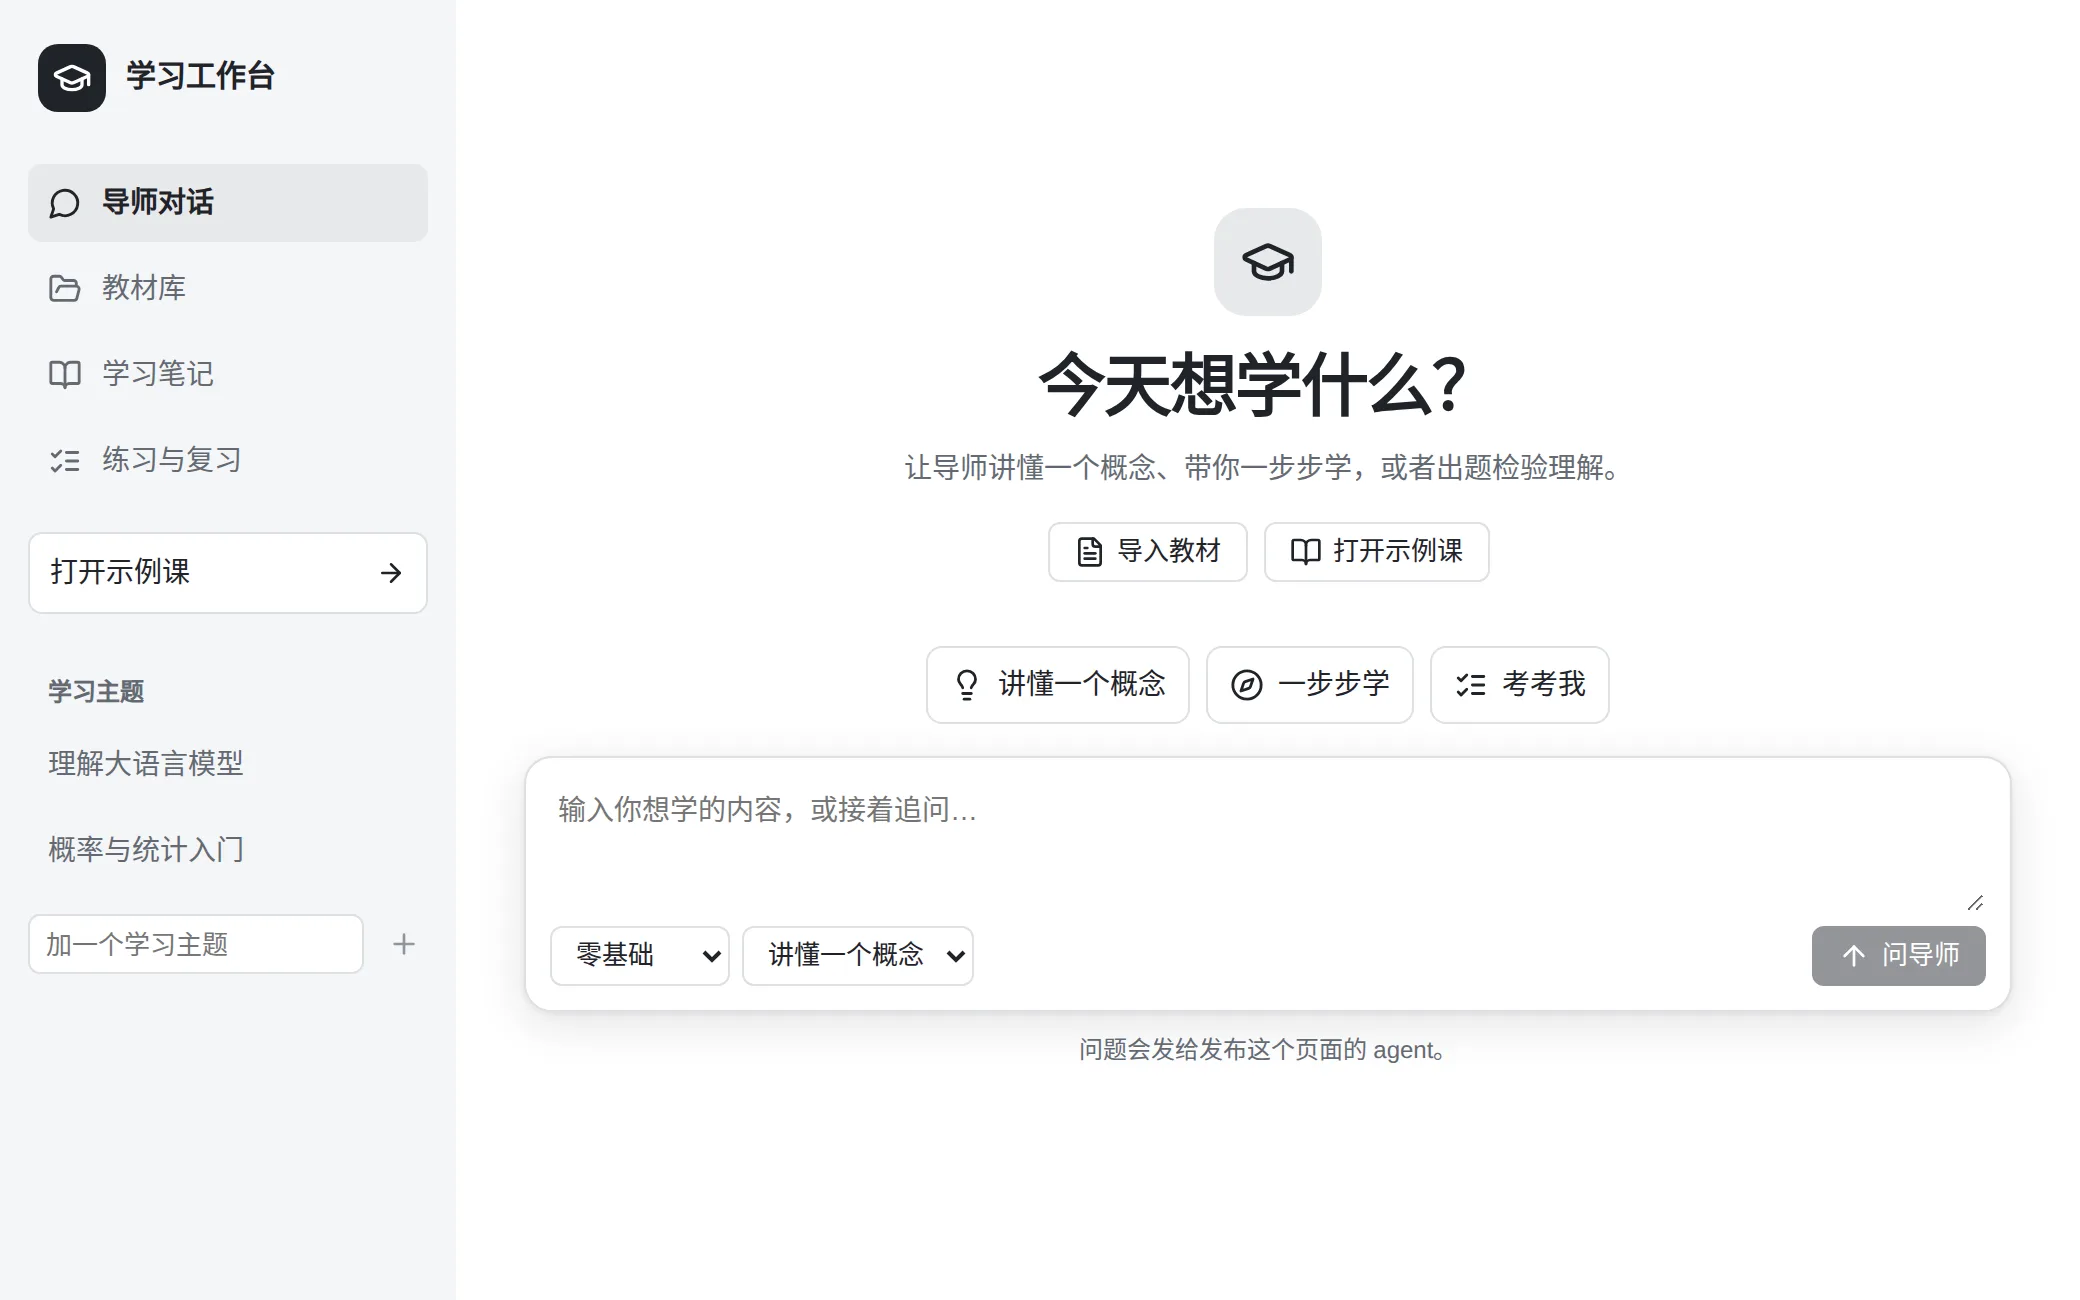 学习工作台
导师对话
教材库
学习笔记
练习与复习
打开示例课
学习主题
理解大语言模型
概率与统计入门
加一个学习主题
今天想学什么？
让导师讲懂一个概念、带你一步步学，或者出题检验理解。
导入教材
打开示例课
讲懂一个概念
一步步学
考考我
输入你想学的内容，或接着追问…
零基础
讲懂一个概念
问导师
问题会发给发布这个页面的 agent。